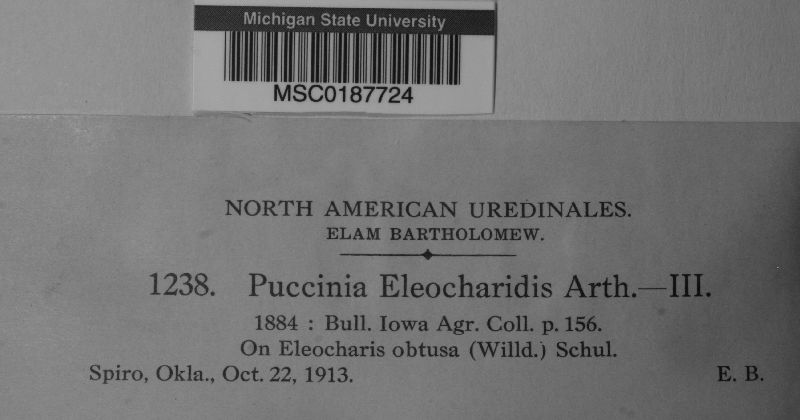 Michigan State University
MSC0187724
NORTH AMERICAN UREDINALES.
ELAM BARTHOLOMEW.
1238. Puccinia Eleocharidis Arth.—III.
1884 : Bull. Iowa Agr. Coll. p. 156.
On Eleocharis obtusa (Willd.) Schul.
Spiro, Okla., Oct. 22, 1913. E. B.